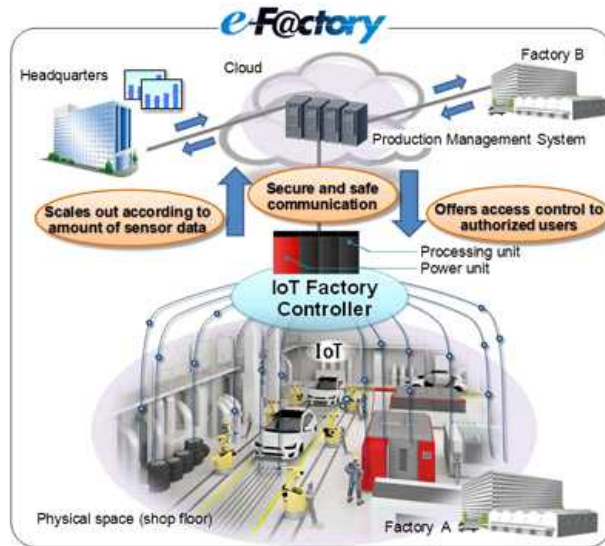 e-F@ctory
Factory B
Headquarters
Cloud
Production Management System
Scales out according to
amount of sensor data
Secure and safe
communication
Offers access control to
authorized users
Processing unit
Power unit
IoT Factory
Controller
IoT
Physical space (shop floor)
Factory A